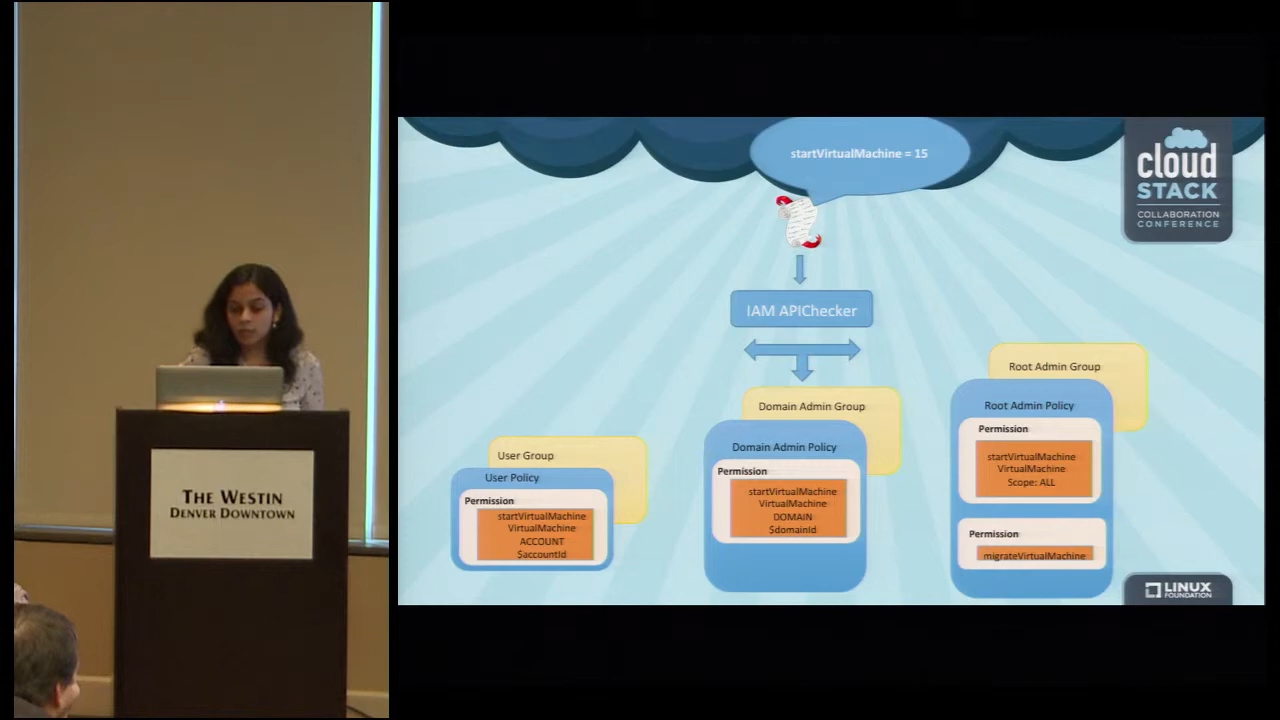 THE WESTIN
DENVER DOWNTOWN
startVirtualMachine = 15
cloud
STACK
COLLABORATION
CONFERENCE
IAM APIChecker
User Group
User Policy
Permission
startVirtualMachine
VirtualMachine
ACCOUNT
$accountId
Domain Admin Group
Domain Admin Policy
Permission
startVirtualMachine
VirtualMachine
DOMAIN
$domainId
Root Admin Group
Root Admin Policy
Permission
startVirtualMachine
VirtualMachine
Scope: ALL
Permission
migrateVirtualMachine
LINUX
FOUNDATION